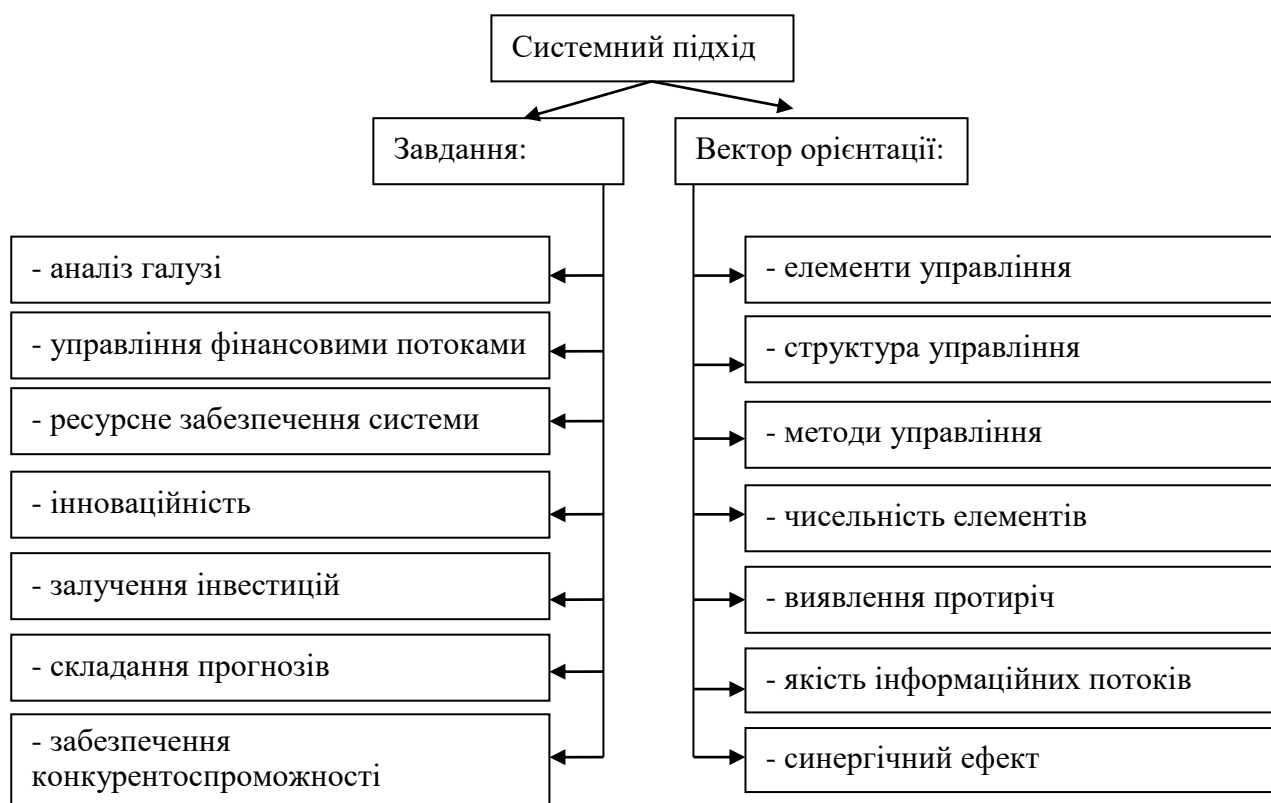 Системний підхід
Завдання:
Вектор орієнтації:
- аналіз галузі
- управління фінансовими потоками
- ресурсне забезпечення системи
- інноваційність
- залучення інвестицій
- складання прогнозів
- забезпечення
конкурентоспроможності
- елементи управління
- структура управління
- методи управління
- чисельність елементів
- виявлення протиріч
- якість інформаційних потоків
- синергічний ефект